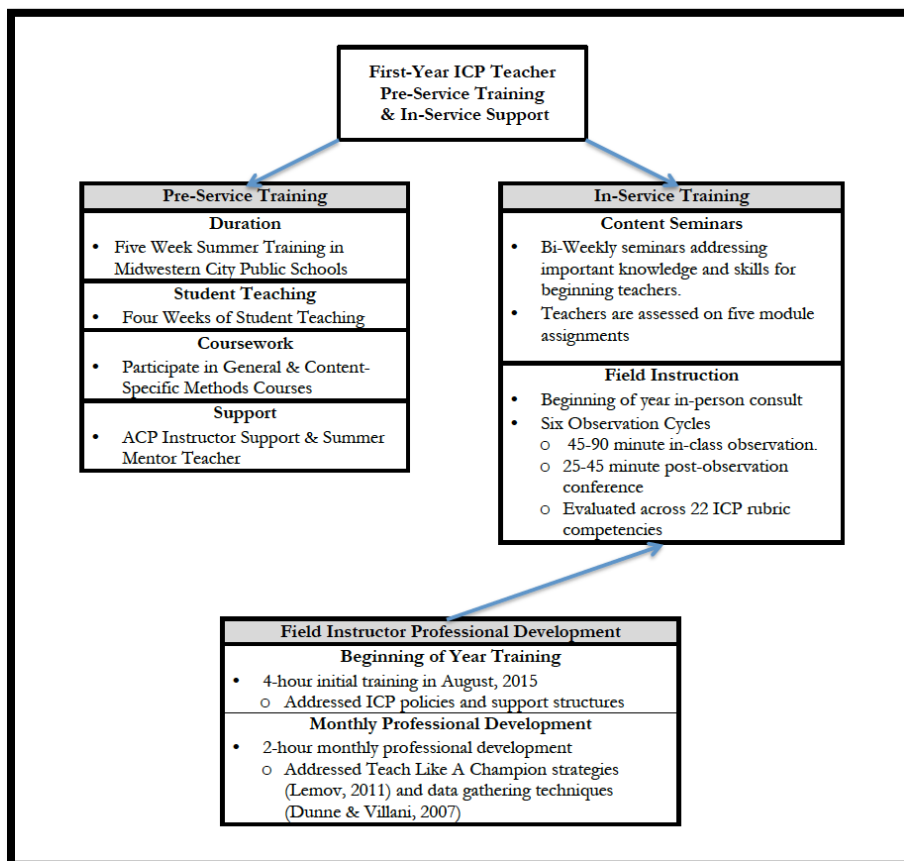 First-Year ICP Teacher
Pre-Service Training
& In-Service Support
Pre-Service Training
Duration
• Five Week Summer Training in
Midwestern City Public Schools
Student Teaching
• Four Weeks of Student Teaching
Coursework
• Participate in General & Content-
Specific Methods Courses
Support
• ACP Instructor Support & Summer
Mentor Teacher
In-Service Training
Content Seminars
• Bi-Weekly seminars addressing
important knowledge and skills for
beginning teachers.
• Teachers are assessed on five module
assignments
Field Instruction
• Beginning of year in-person consult
• Six Observation Cycles
o 45-90 minute in-class observation.
o 25-45 minute post-observation
conference
o Evaluated across 22 ICP rubric
competencies
Field Instructor Professional Development
Beginning of Year Training
• 4-hour initial training in August, 2015
o Addressed ICP policies and support structures
Monthly Professional Development
• 2-hour monthly professional development
o Addressed Teach Like A Champion strategies
(Lemov, 2011) and data gathering techniques
(Dunne & Villani, 2007)